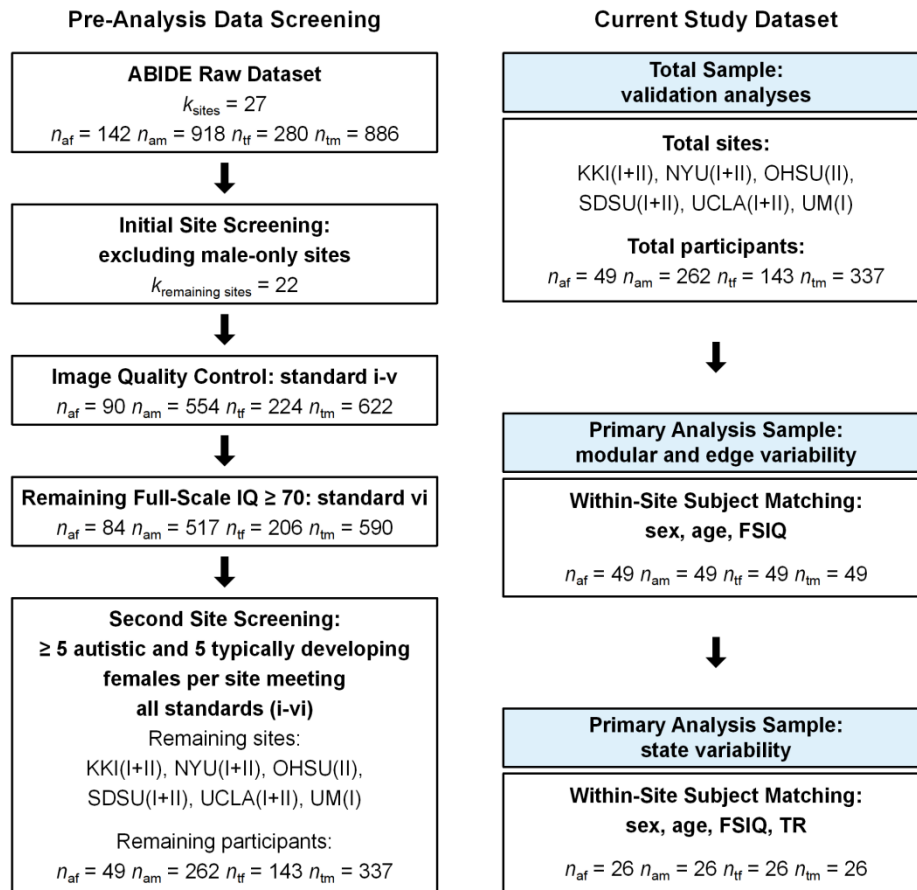 Pre-Analysis Data Screening
ABIDE Raw Dataset
ksites = 27
naf = 142 nam = 918 ntf = 280 ntm = 886
Initial Site Screening:
excluding male-only sites
kremaining sites = 22
Image Quality Control: standard i-v
naf = 90 nam = 554 ntf = 224 ntm = 622
Remaining Full-Scale IQ ≥ 70: standard vi
naf = 84 nam = 517 ntf = 206 ntm = 590
Second Site Screening:
≥ 5 autistic and 5 typically developing
females per site meeting
all standards (i-vi)
Remaining sites:
KKI(I+II), NYU(I+II), OHSU(II),
SDSU(I+II), UCLA(I+II), UM(I)
Remaining participants:
naf = 49 nam = 262 ntf = 143 ntm = 337
Current Study Dataset
Total Sample:
validation analyses
Total sites:
KKI(I+II), NYU(I+II), OHSU(II),
SDSU(I+II), UCLA(I+II), UM(I)
Total participants:
naf = 49 nam = 262 ntf = 143 ntm = 337
Primary Analysis Sample:
modular and edge variability
Within-Site Subject Matching:
sex, age, FSIQ
naf = 49 nam = 49 ntf = 49 ntm = 49
Primary Analysis Sample:
state variability
Within-Site Subject Matching:
sex, age, FSIQ, TR
naf = 26 nam = 26 ntf = 26 ntm = 26